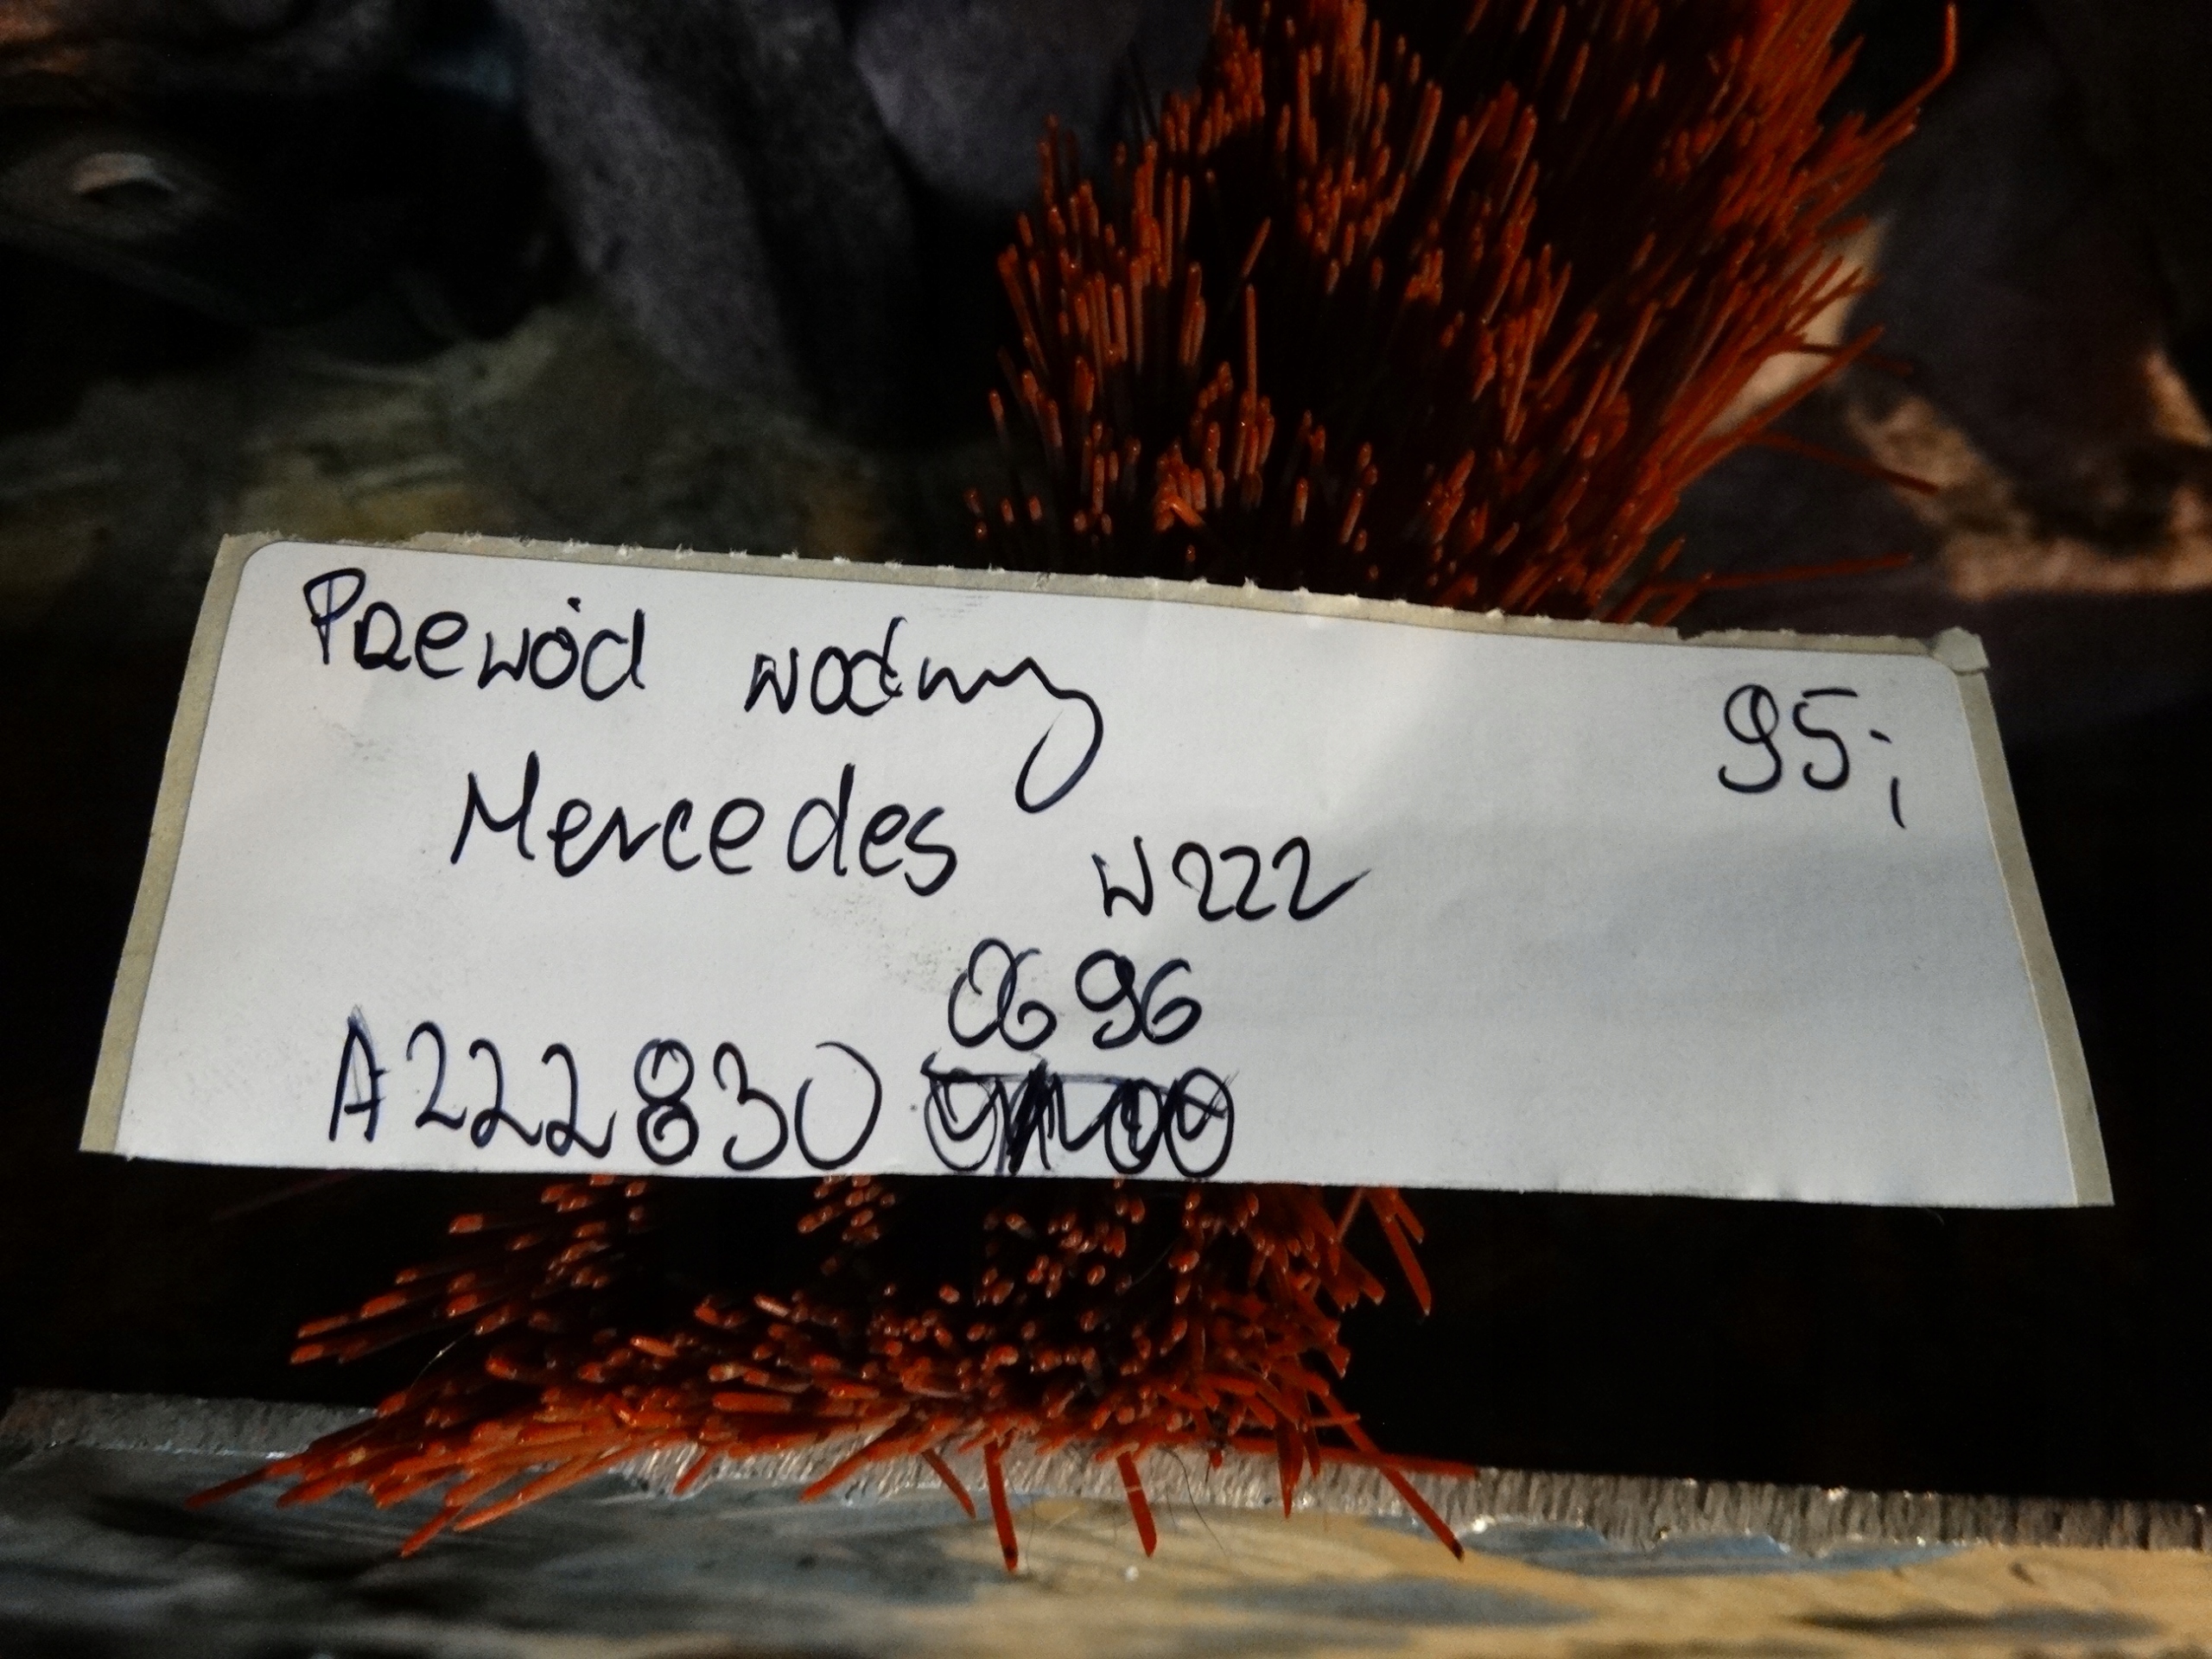 Przewód wodny
95,-
Mercedes W222
0696
A222830